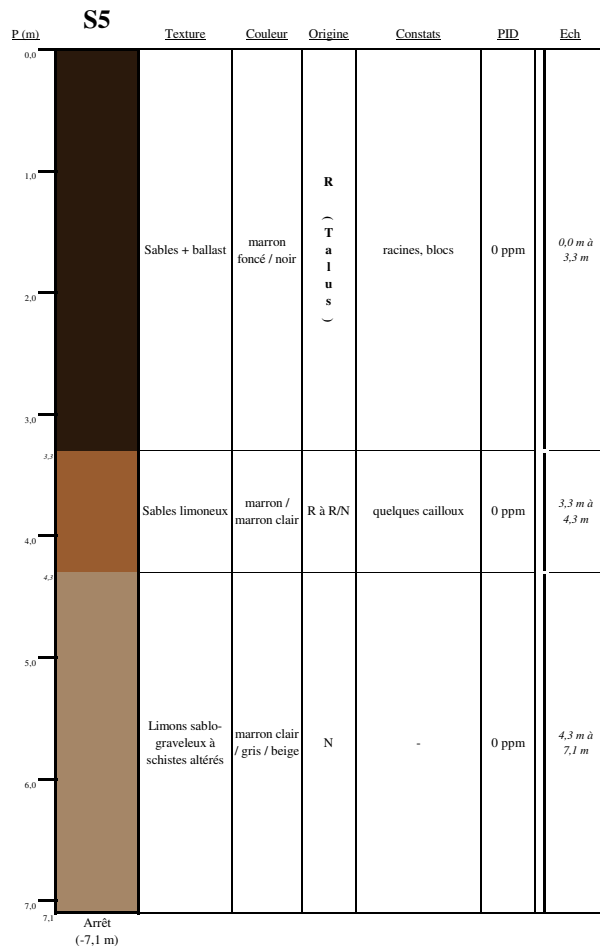 S5
P (m)
Texture
Couleur
Origine
Constats
PID
Ech
0,0
1,0
2,0
3,0
3,3
4,0
4,3
5,0
6,0
7,0
7,1
Sables + ballast
marron
foncé / noir
R
(
T
a
l
u
s
)
racines, blocs
0 ppm
0,0 m à
3,3 m
Sables limoneux
marron /
marron clair
R à R/N
quelques cailloux
0 ppm
3,3 m à
4,3 m
Limons sablo-
graveleux à
schistes altérés
marron clair
/ gris / beige
N
-
0 ppm
4,3 m à
7,1 m
Arrêt
(-7,1 m)